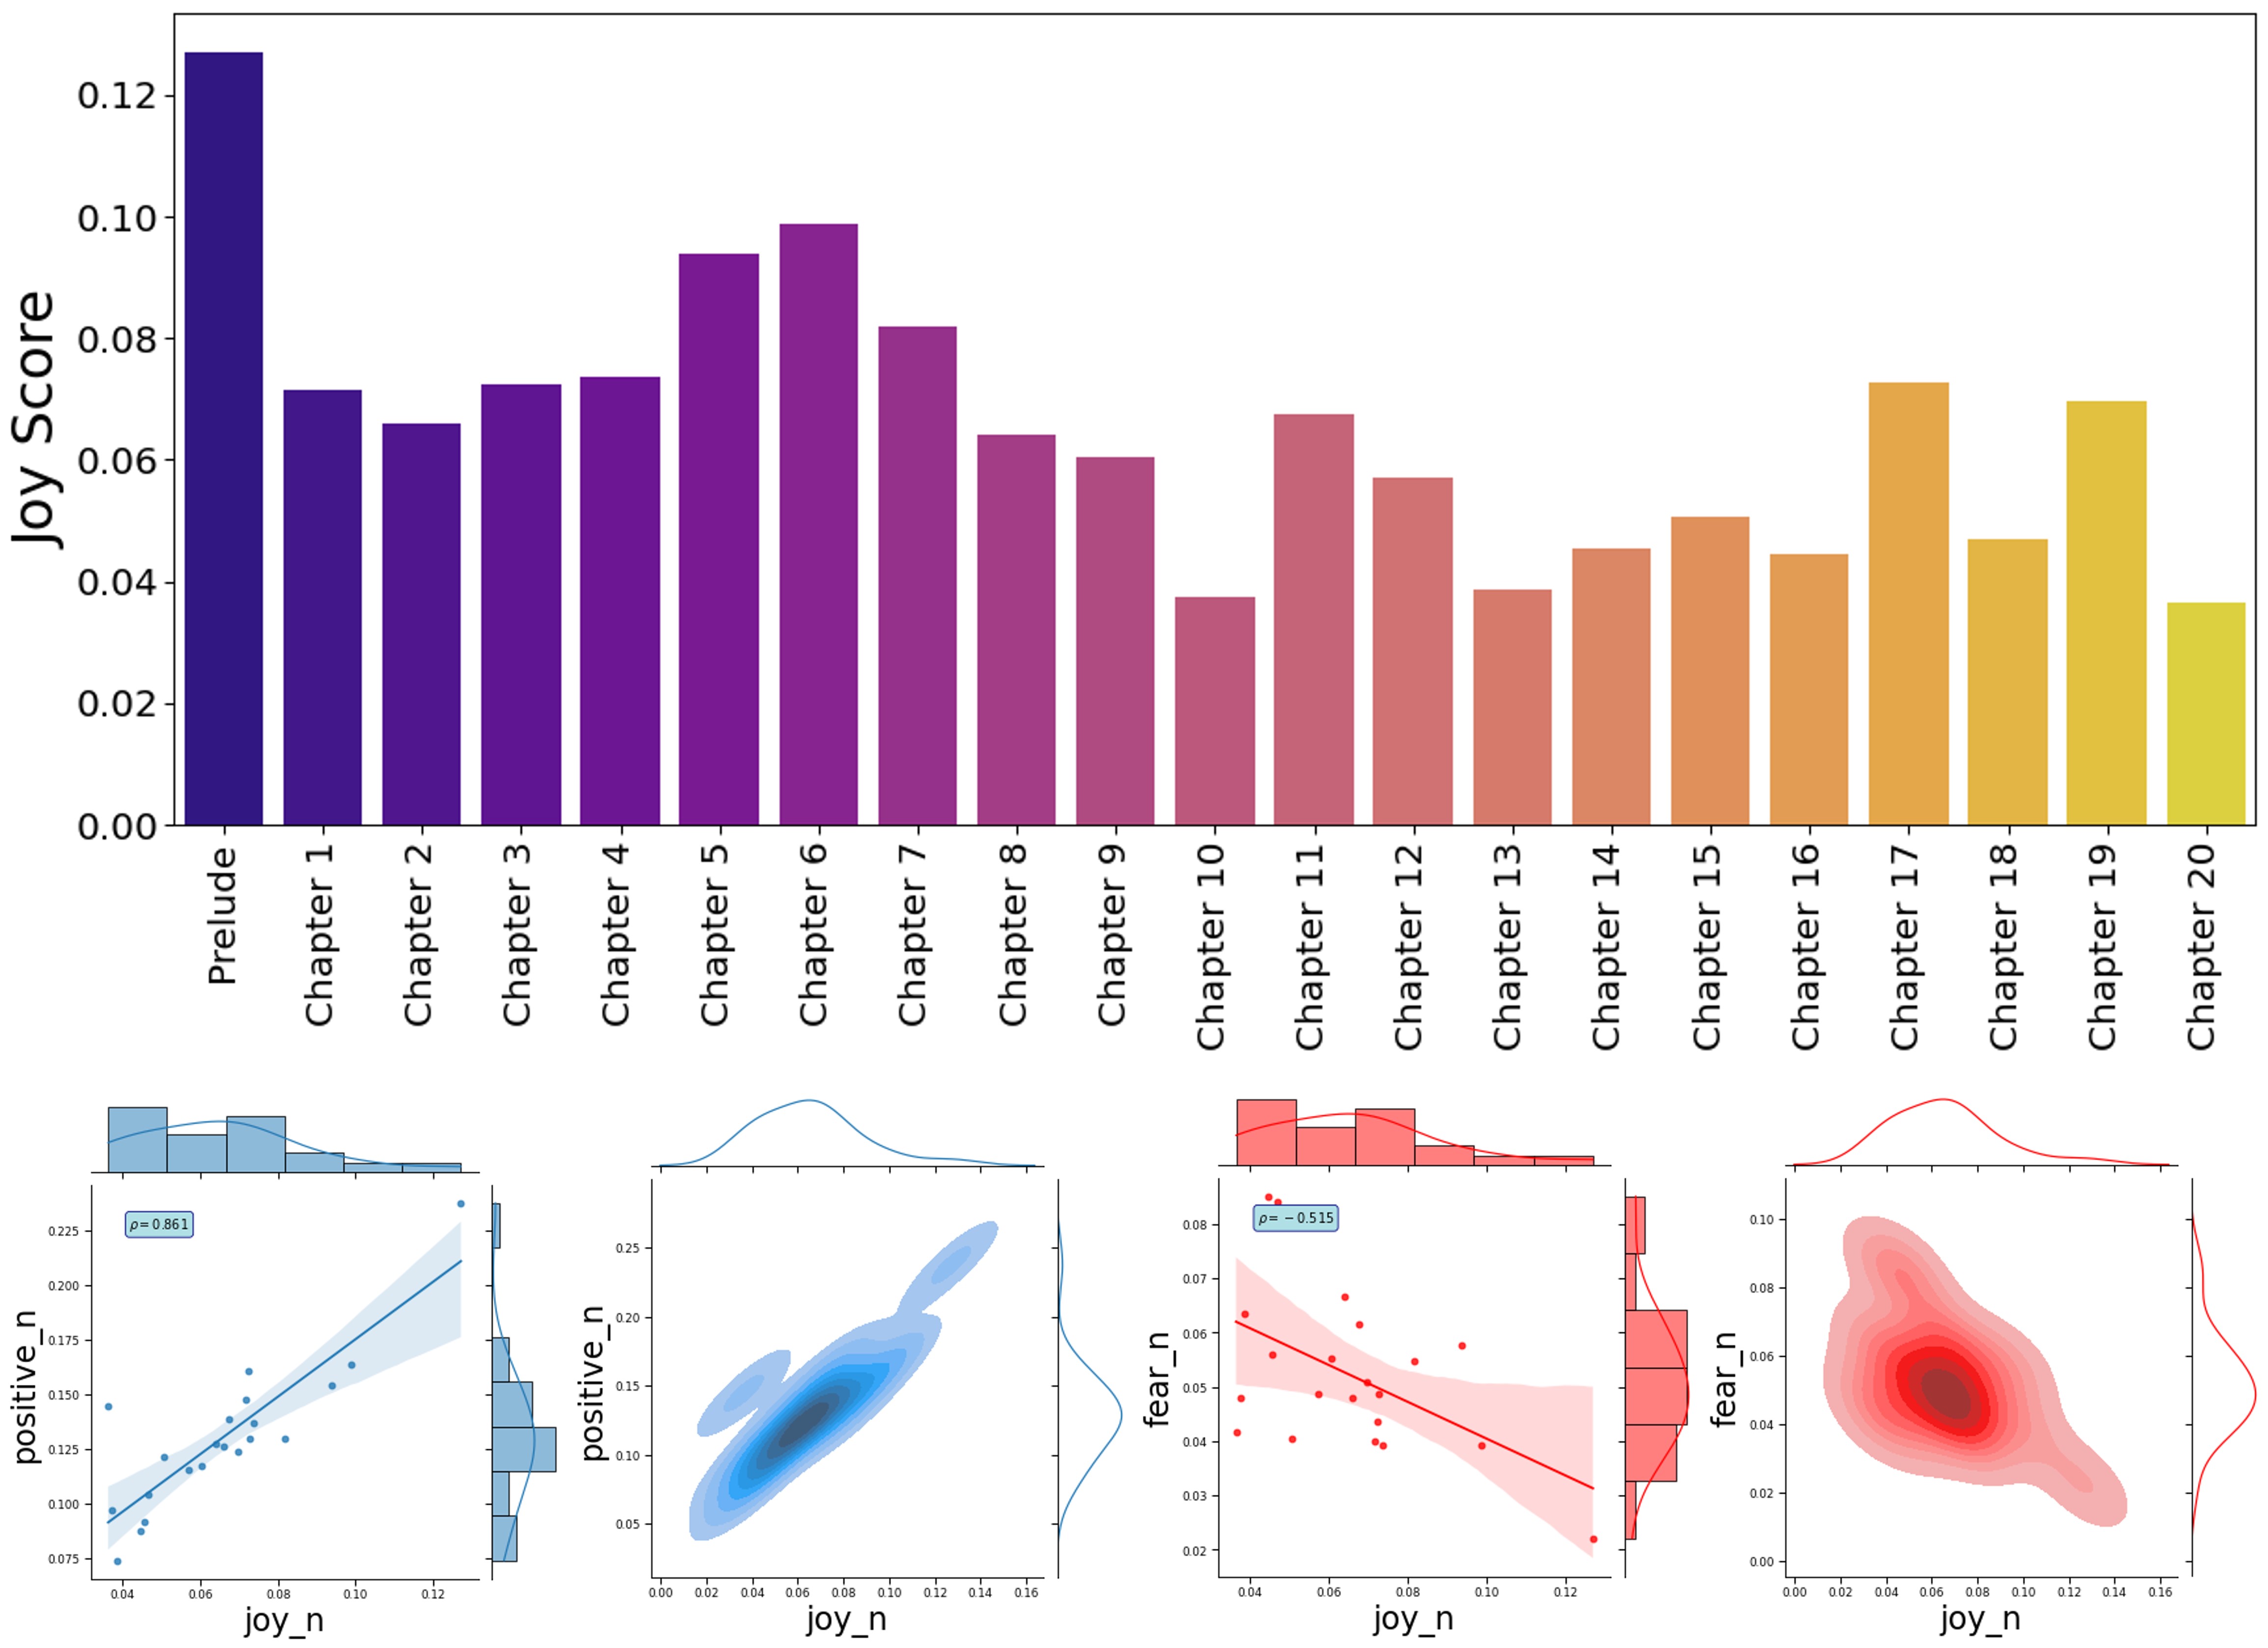 Joy Score
0.12
0.10
0.08
0.06
0.04
0.02
0.00
Prelude
Chapter 1
Chapter 2
Chapter 3
Chapter 4
Chapter 5
Chapter 6
Chapter 7
Chapter 8
Chapter 9
Chapter 10
Chapter 11
Chapter 12
Chapter 13
Chapter 14
Chapter 15
Chapter 16
Chapter 17
Chapter 18
Chapter 19
Chapter 20
positive_n
0.225
0.200
0.175
0.150
0.125
0.100
0.075
ρ = 0.861
0.04 0.06 0.08 0.10 0.12
joy_n
positive_n
0.25
0.20
0.15
0.10
0.05
0.00 0.02 0.04 0.06 0.08 0.10 0.12 0.14 0.16
joy_n
fear_n
0.08
0.07
0.06
0.05
0.04
0.03
0.02
ρ = − 0.515
0.04 0.06 0.08 0.10 0.12
joy_n
fear_n
0.10
0.08
0.06
0.04
0.02
0.00
0.00 0.02 0.04 0.06 0.08 0.10 0.12 0.14 0.16
joy_n